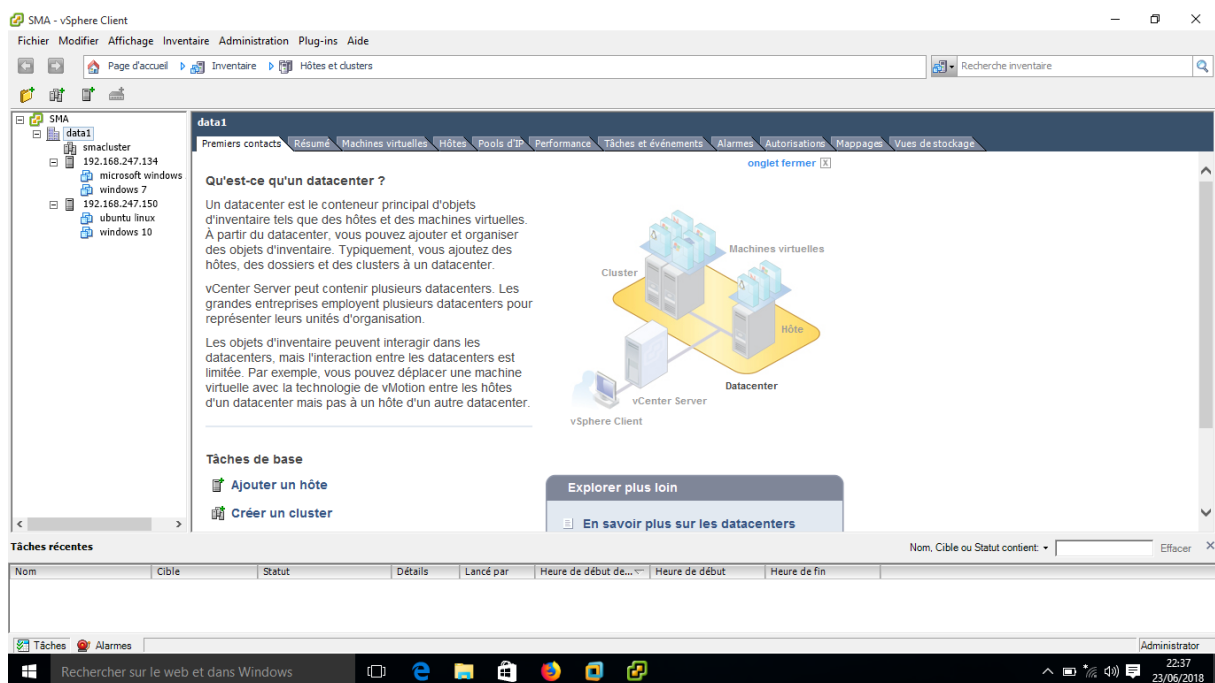 SMA - vSphere Client
Fichier Modifier Affichage Inventaire Administration Plug-ins Aide
Page d'accueil Inventaire Hôtes et clusters
Recherche inventaire
SMA
data1
smacluster
192.168.247.134
microsoft windows
windows 7
192.168.247.150
ubuntu linux
windows 10
data1
Premiers contacts Résumé Machines virtuelles Hôtes Pools d'IP Performance Tâches et événements Alarmes Autorisations Mappages Vues de stockage
onglet fermer X
Qu'est-ce qu'un datacenter ?
Un datacenter est le conteneur principal d'objets
d'inventaire tels que des hôtes et des machines virtuelles.
À partir du datacenter, vous pouvez ajouter et organiser
des objets d'inventaire. Typiquement, vous ajoutez des
hôtes, des dossiers et des clusters à un datacenter.
vCenter Server peut contenir plusieurs datacenters. Les
grandes entreprises employent plusieurs datacenters pour
représenter leurs unités d'organisation.
Les objets d'inventaire peuvent interagir dans les
datacenters, mais l'interaction entre les datacenters est
limitée. Par exemple, vous pouvez déplacer une machine
virtuelle avec la technologie de vMotion entre les hôtes
d'un datacenter mais pas à un hôte d'un autre datacenter.
Machines virtuelles
Cluster
Hôte
Datacenter
vCenter Server
vSphere Client
Tâches de base
Ajouter un hôte
Créer un cluster
Explorer plus loin
En savoir plus sur les datacenters
Tâches récentes
Nom, Cible ou Statut contient:
Effacer
Nom Cible Statut Détails Lancé par Heure de début de... Heure de début Heure de fin
Tâches Alarmes
Administrator
Rechercher sur le web et dans Windows
22:37
23/06/2018